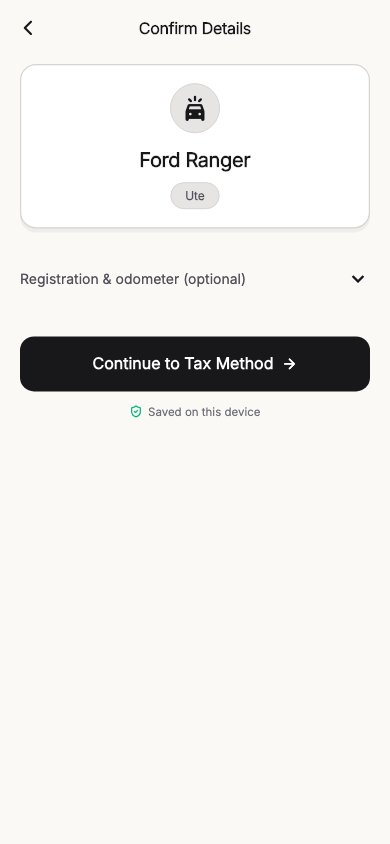 Confirm Details
Ford Ranger
Ute
Registration & odometer (optional)
Continue to Tax Method →
Saved on this device